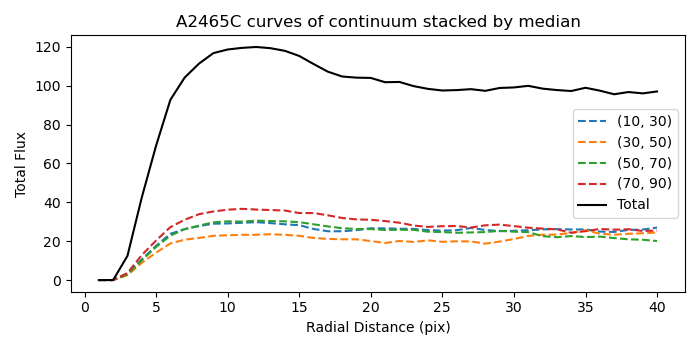 A2465C curves of continuum stacked by median
Total Flux
120
100
80
60
40
20
0
(10, 30)
(30, 50)
(50, 70)
(70, 90)
Total
0 5 10 15 20 25 30 35 40
Radial Distance (pix)